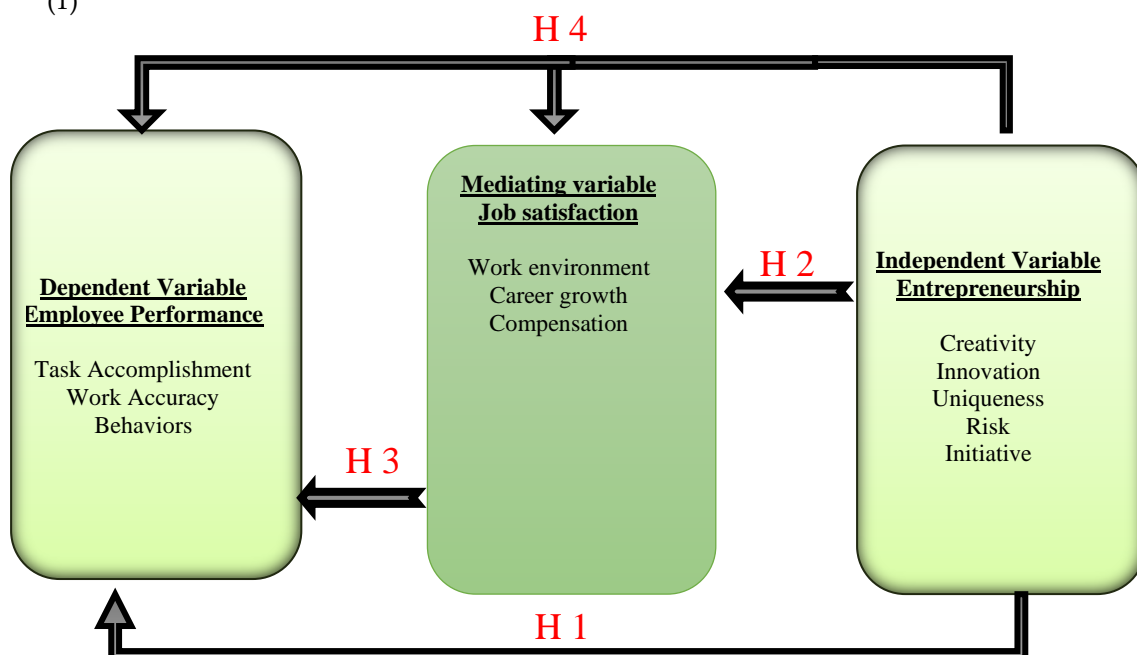 (1)
H 4
Mediating variable
Job satisfaction
Work environment
Career growth
Compensation
H 2
Independent Variable
Entrepreneurship
Creativity
Innovation
Uniqueness
Risk
Initiative
Dependent Variable
Employee Performance
Task Accomplishment
Work Accuracy
Behaviors
H 3
H 1